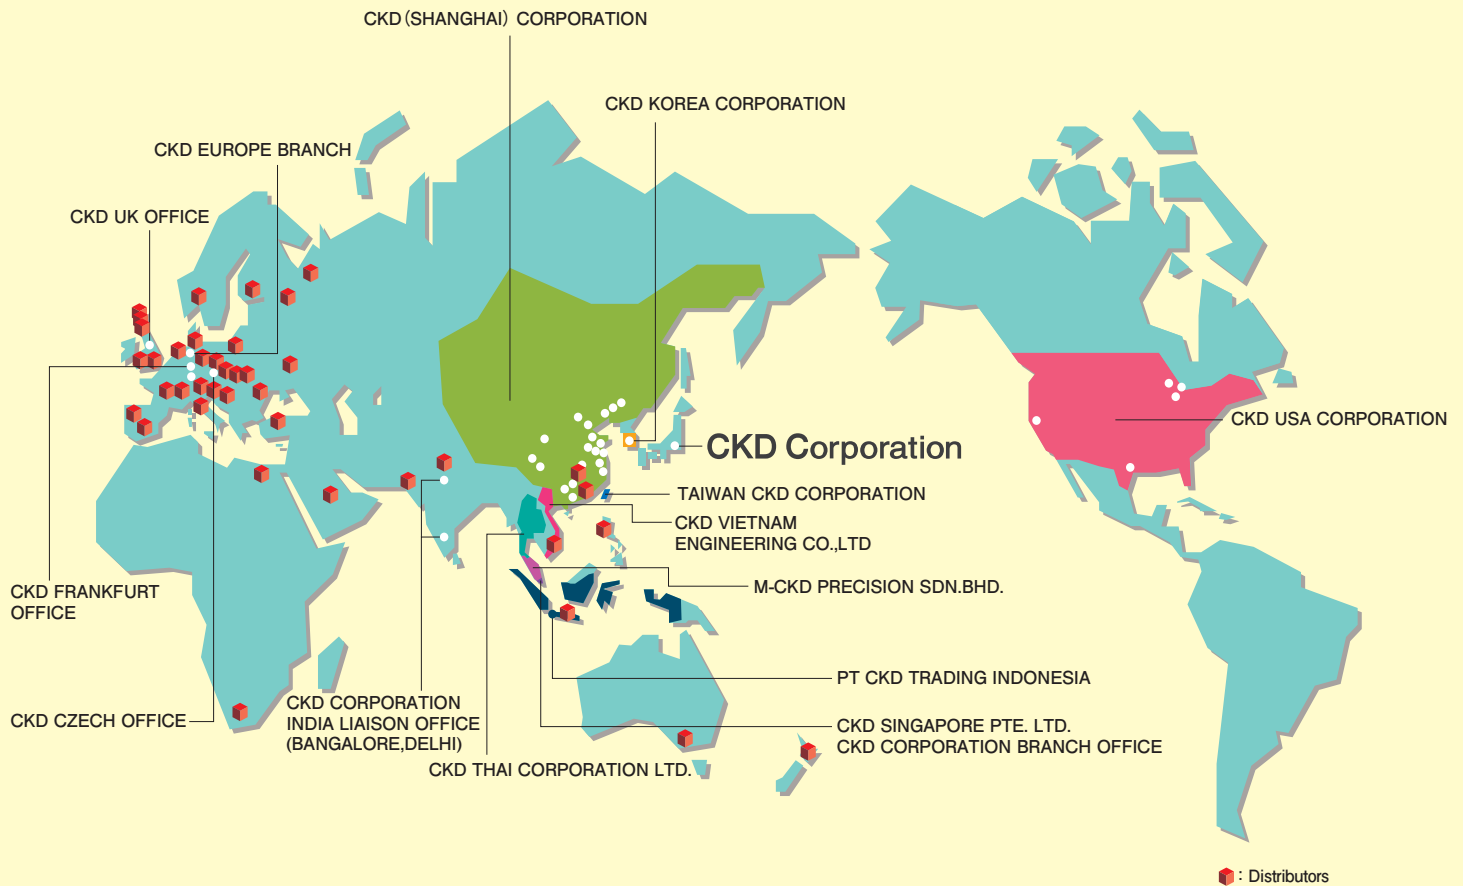 CKD (SHANGHAI) CORPORATION
CKD KOREA CORPORATION
CKD EUROPE BRANCH
CKD UK OFFICE
CKD USA CORPORATION
CKD Corporation
TAIWAN CKD CORPORATION
CKD VIETNAM
ENGINEERING CO.,LTD
M-CKD PRECISION SDN.BHD.
CKD FRANKFURT
OFFICE
PT CKD TRADING INDONESIA
CKD CORPORATION
INDIA LIAISON OFFICE
(BANGALORE,DELHI)
CKD CZECH OFFICE
CKD SINGAPORE PTE. LTD.
CKD CORPORATION BRANCH OFFICE
CKD THAI CORPORATION LTD.
: Distributors